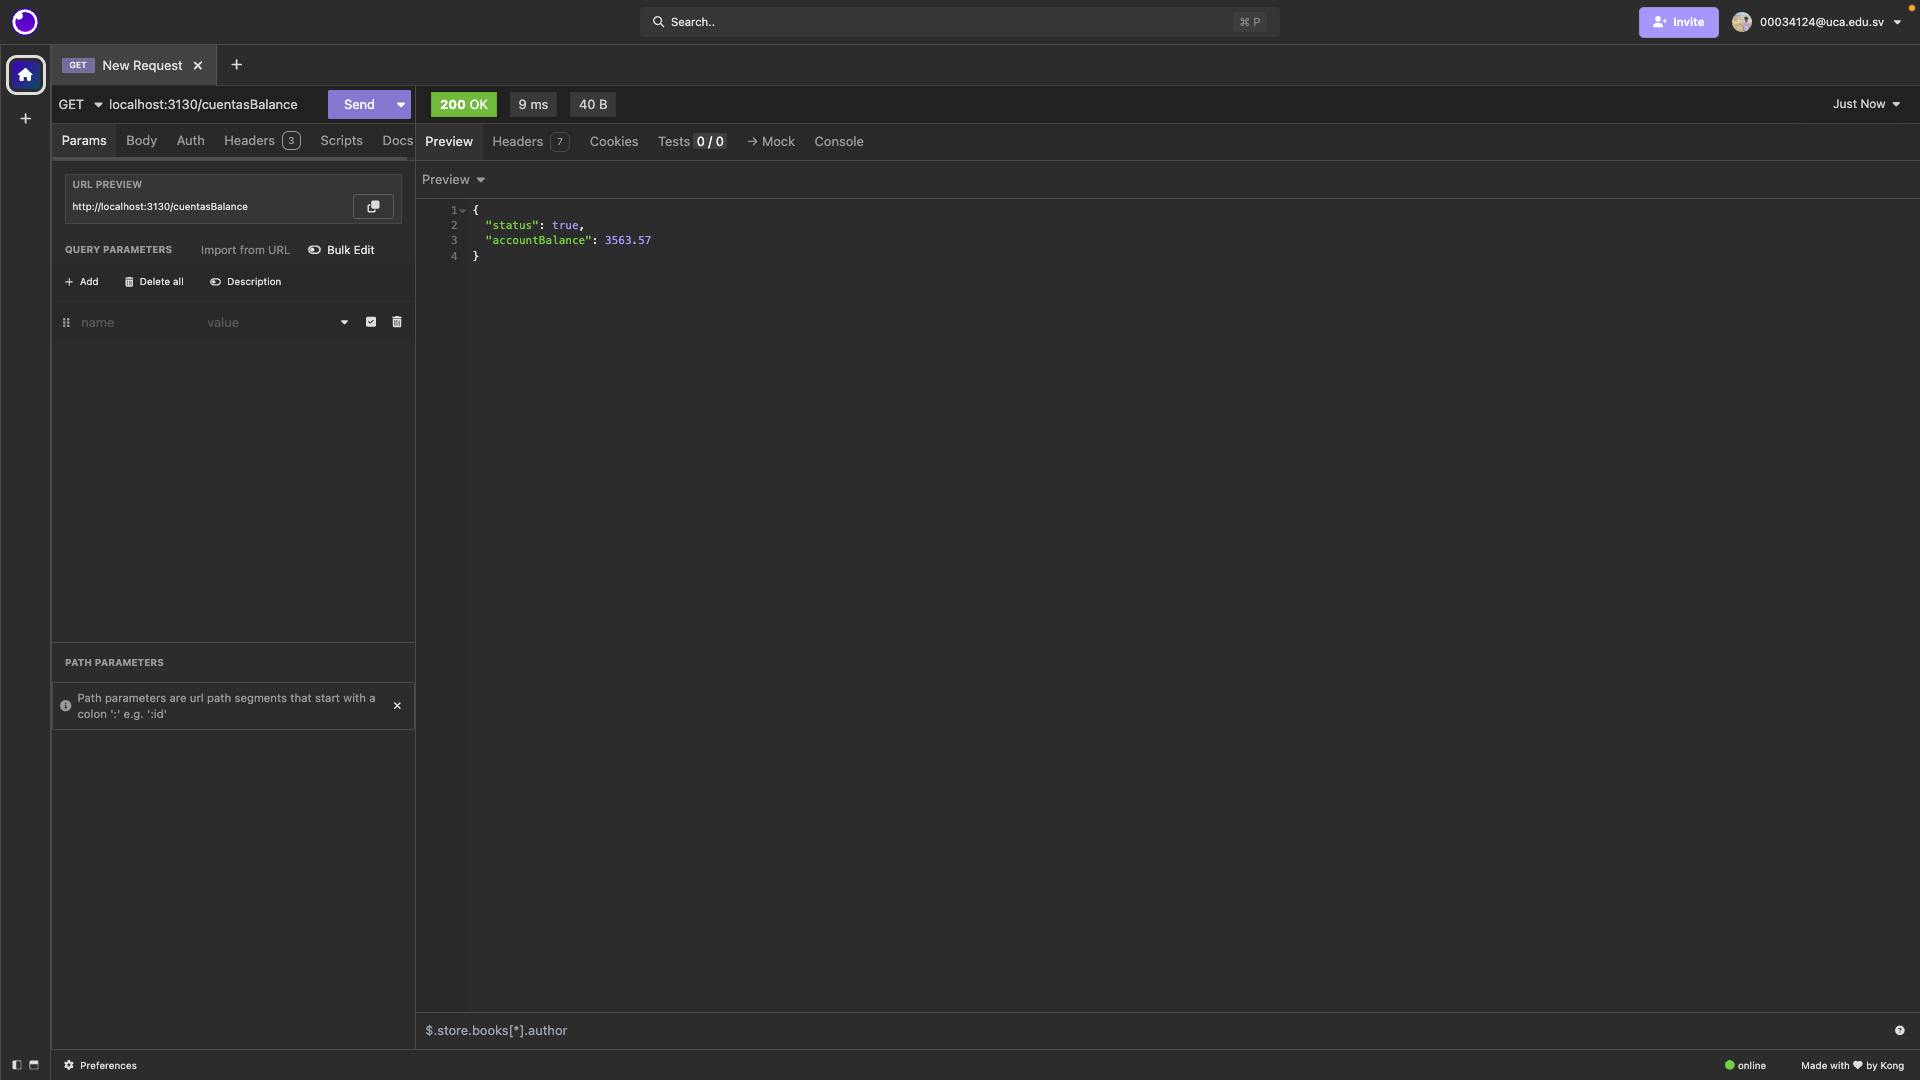 Search..
⌘ P
Invite
00034124@uca.edu.sv
GET New Request
GET localhost:3130/cuentasBalance Send
200 OK 9 ms 40 B Just Now
Params Body Auth Headers 3 Scripts Docs
Preview Headers 7 Cookies Tests 0 / 0 → Mock Console
Preview
URL PREVIEW
http://localhost:3130/cuentasBalance
QUERY PARAMETERS Import from URL Bulk Edit
+ Add Delete all Description
name value
1 {
2 "status": true,
3 "accountBalance": 3563.57
4 }
PATH PARAMETERS
Path parameters are url path segments that start with a
colon ':' e.g. ':id'
$.store.books[*].author
Preferences
online
Made with ♥ by Kong